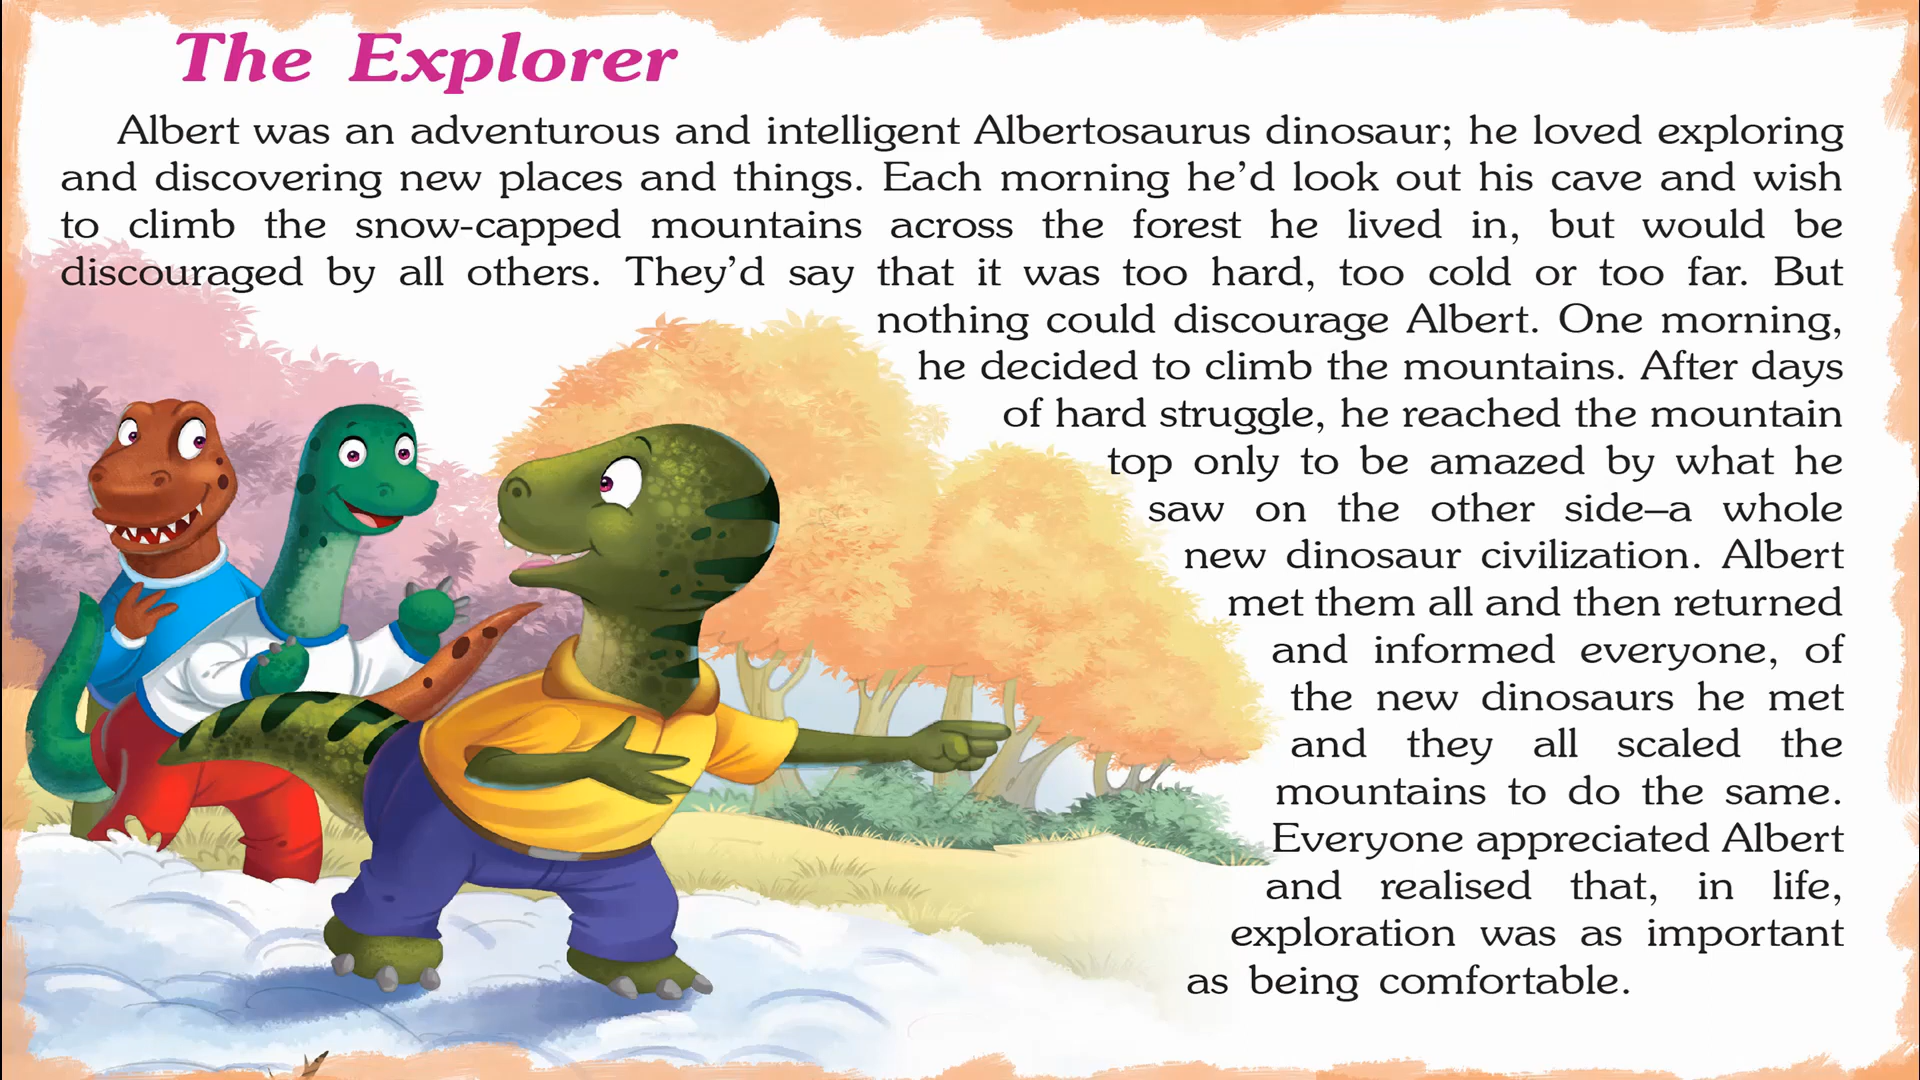 The Explorer
Albert was an adventurous and intelligent Albertosaurus dinosaur; he loved exploring
and discovering new places and things. Each morning he’d look out his cave and wish
to climb the snow-capped mountains across the forest he lived in, but would be
discouraged by all others. They’d say that it was too hard, too cold or too far. But
nothing could discourage Albert. One morning,
he decided to climb the mountains. After days
of hard struggle, he reached the mountain
top only to be amazed by what he
saw on the other side–a whole
new dinosaur civilization. Albert
met them all and then returned
and informed everyone, of
the new dinosaurs he met
and they all scaled the
mountains to do the same.
Everyone appreciated Albert
and realised that, in life,
exploration was as important
as being comfortable.